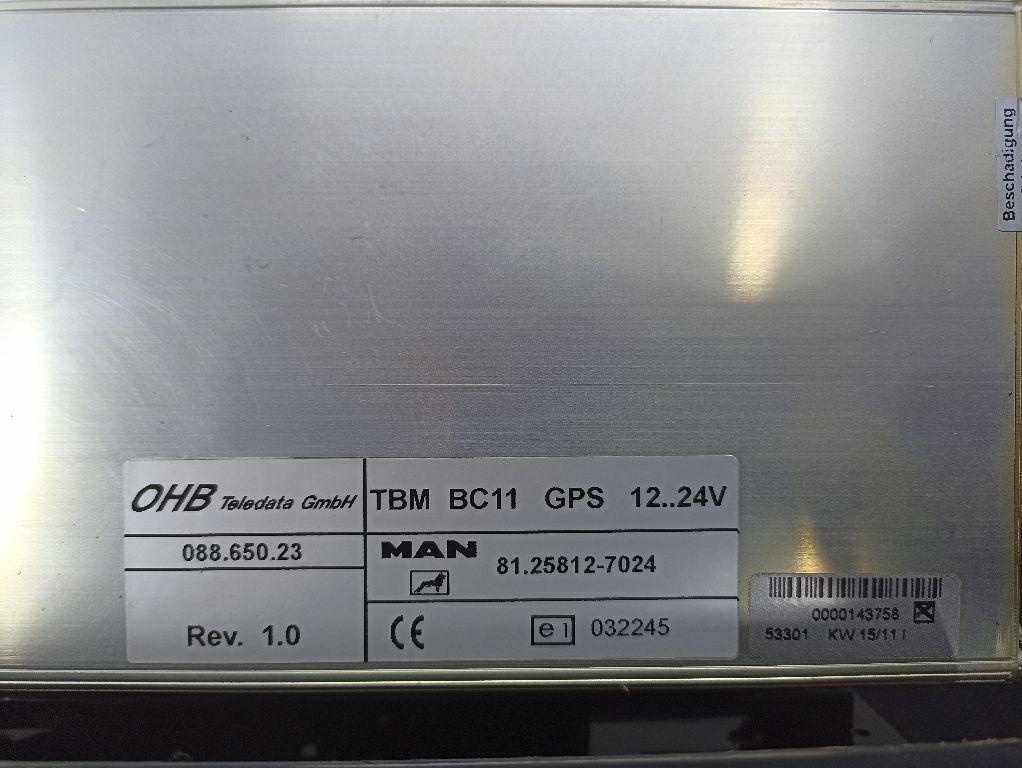 Beschädigung
OHB Teledata GmbH
TBM BC11 GPS 12..24V
088.650.23
MAN
81.25812-7024
Rev. 1.0
CE
e1 032245
0000143758
53301 KW 15/11 I